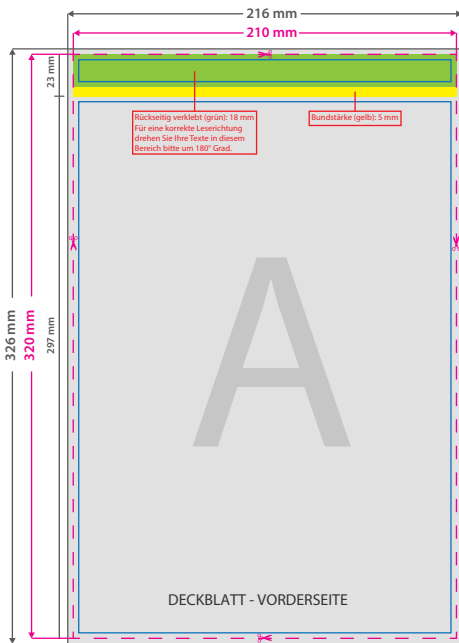 216 mm
210 mm
23 mm
Rückseitig verklebt (grün): 18 mm
Für eine korrekte Leserichtung
drehen Sie Ihre Texte in diesem
Bereich bitte um 180° Grad.
Bundstärke (gelb): 5 mm
326 mm
320 mm
297 mm
A
DECKBLATT - VORDERSEITE